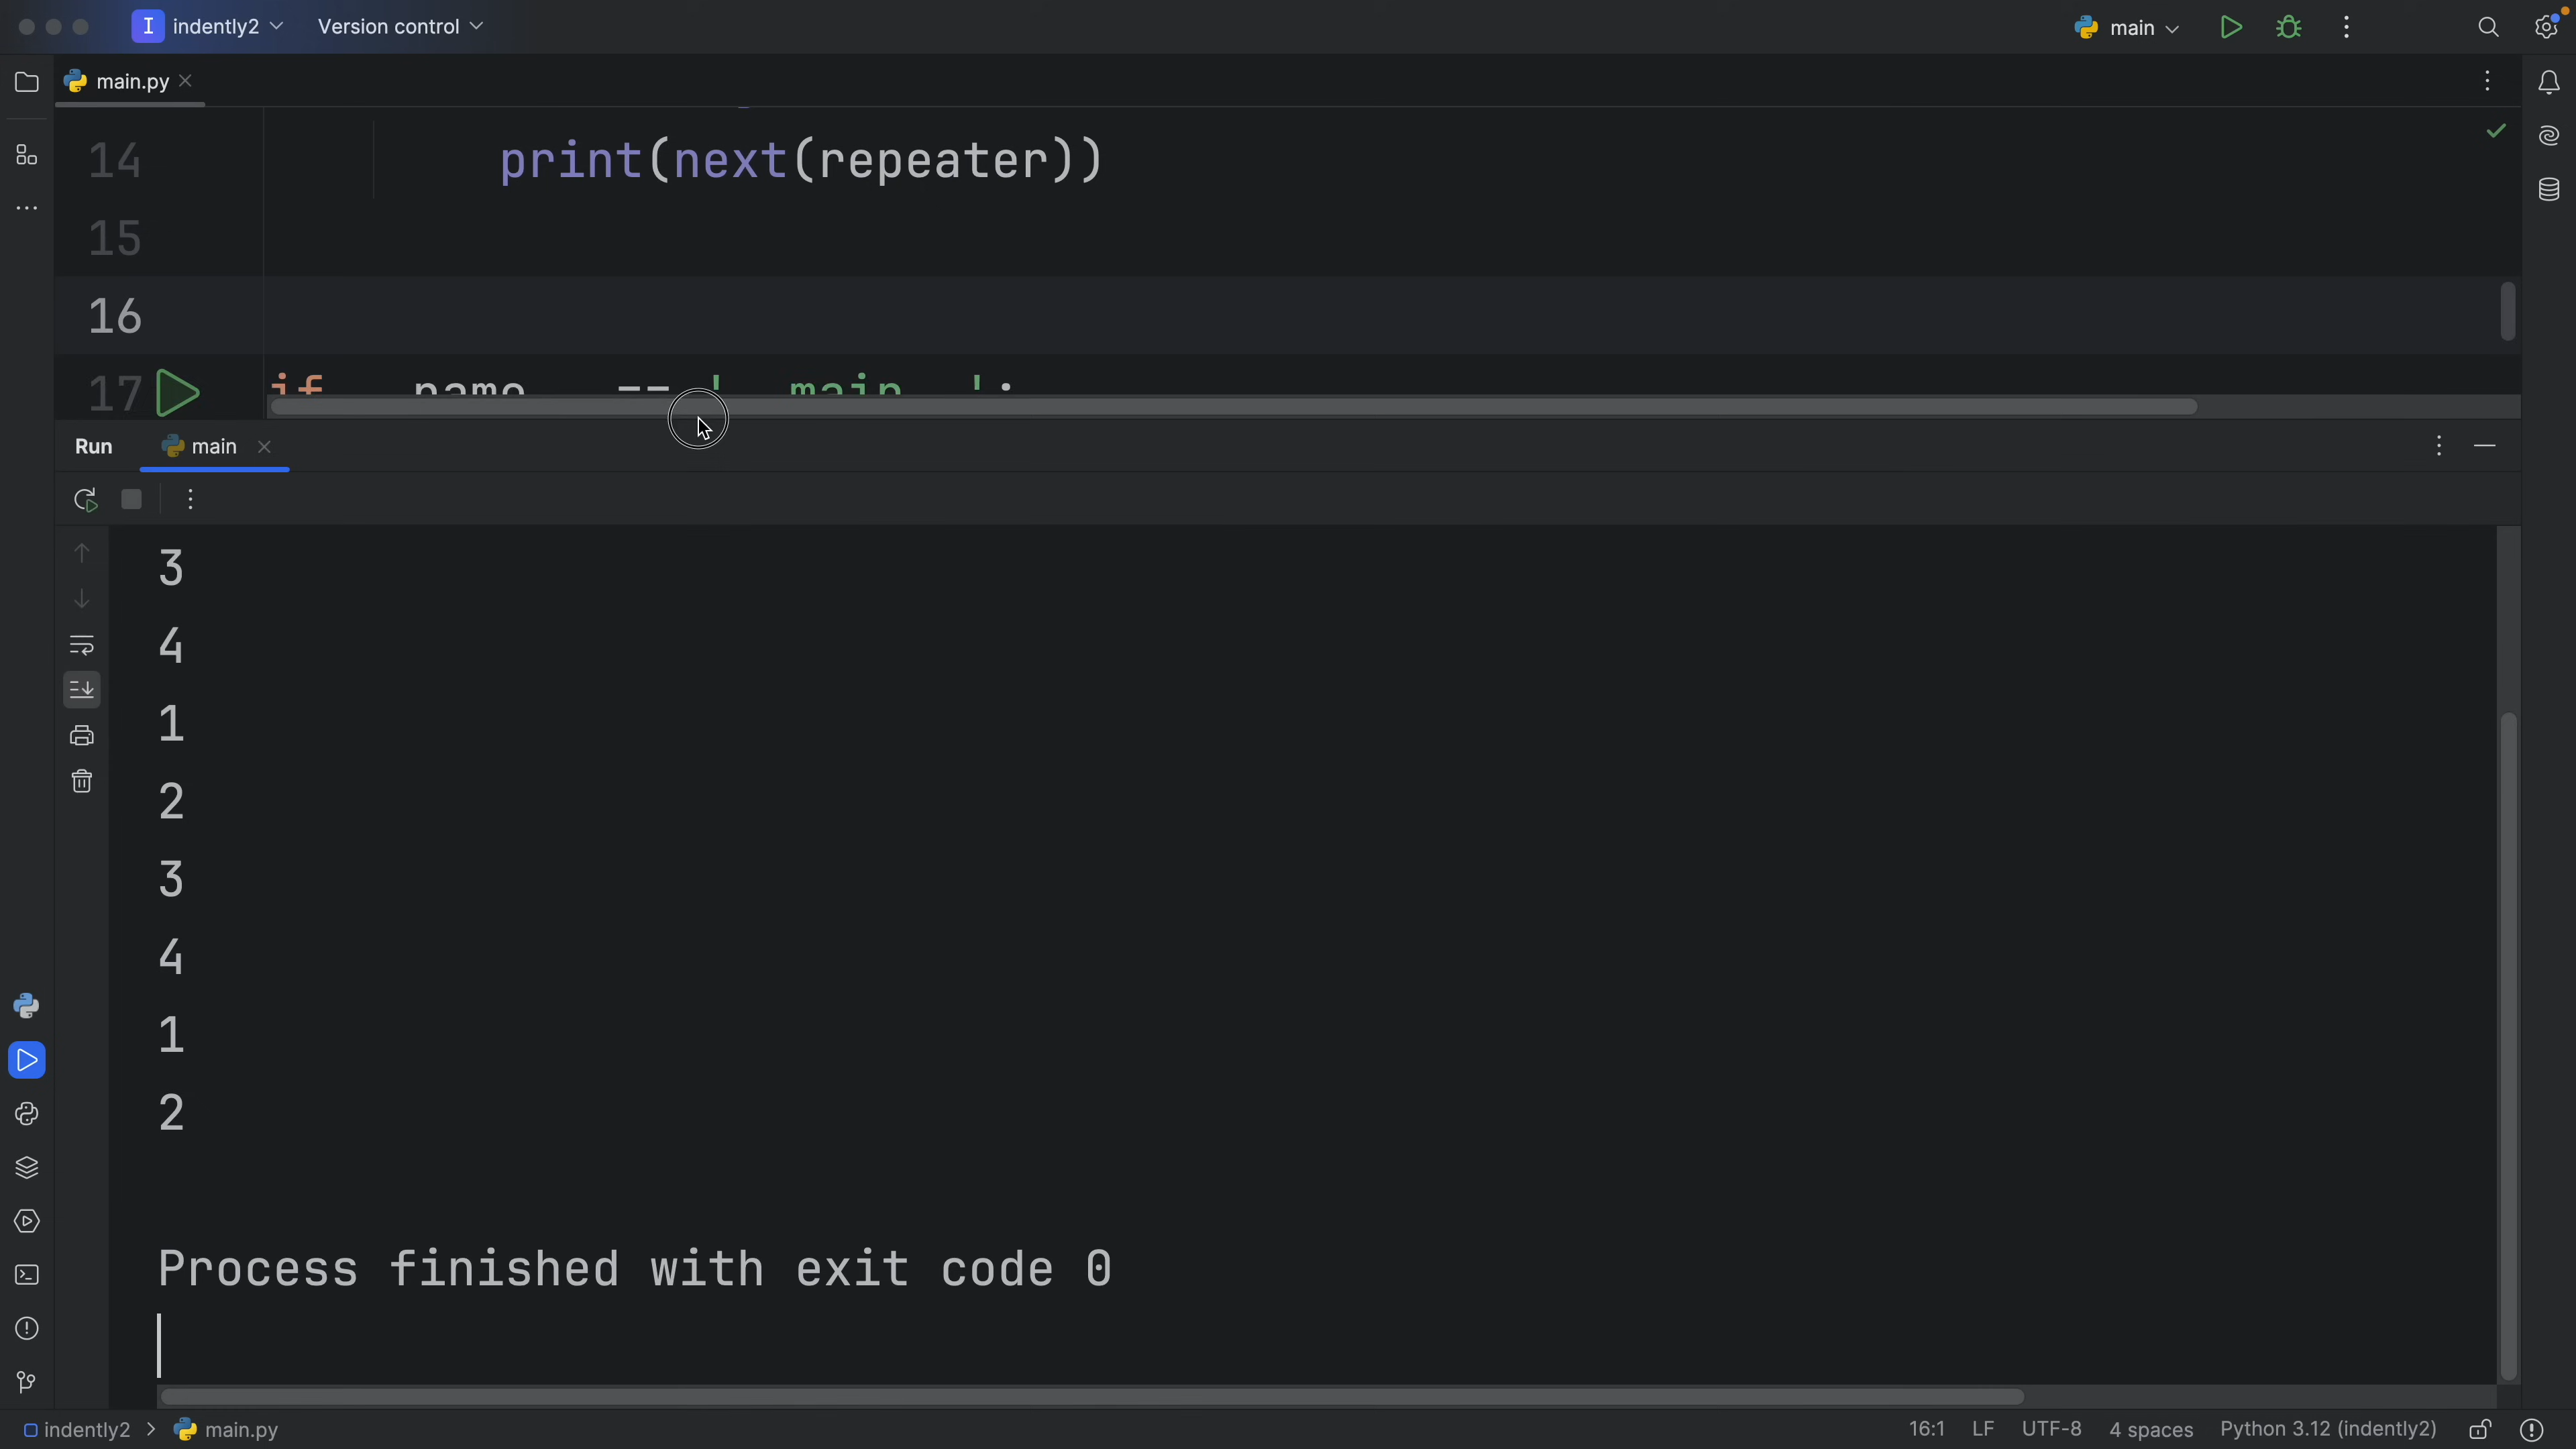 I indently2 Version control main
main.py
14 print(next(repeater))
15
16
17 if __name__ == '__main__':
Run main
3
4
1
2
3
4
1
2
Process finished with exit code 0
indently2 > main.py 16:1 LF UTF-8 4 spaces Python 3.12 (indently2)